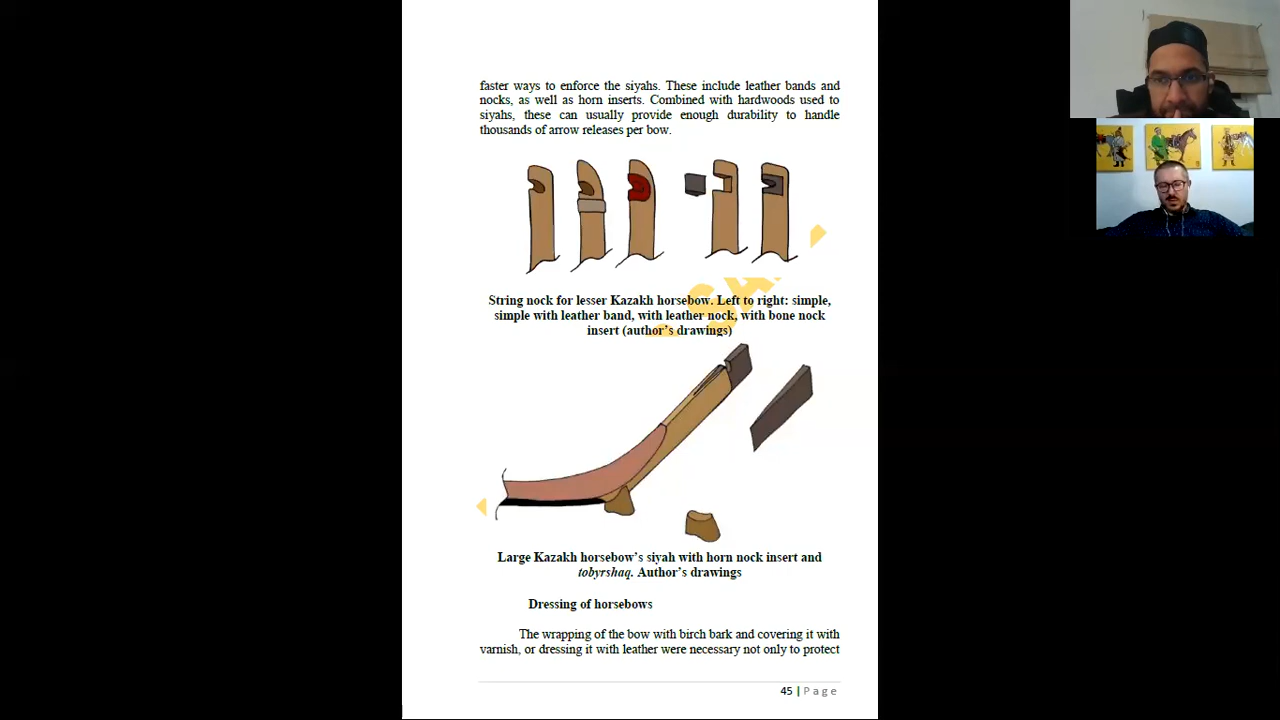 faster ways to enforce the siyahs. These include leather bands and
nocks, as well as horn inserts. Combined with hardwoods used to
siyahs, these can usually provide enough durability to handle
thousands of arrow releases per bow.
String nock for lesser Kazakh horsebow. Left to right: simple,
simple with leather band, with leather nock, with bone nock
insert (author’s drawings)
Large Kazakh horsebow’s siyah with horn nock insert and
tobyrshaq. Author’s drawings
Dressing of horsebows
The wrapping of the bow with birch bark and covering it with
varnish, or dressing it with leather were necessary not only to protect
45 | Page